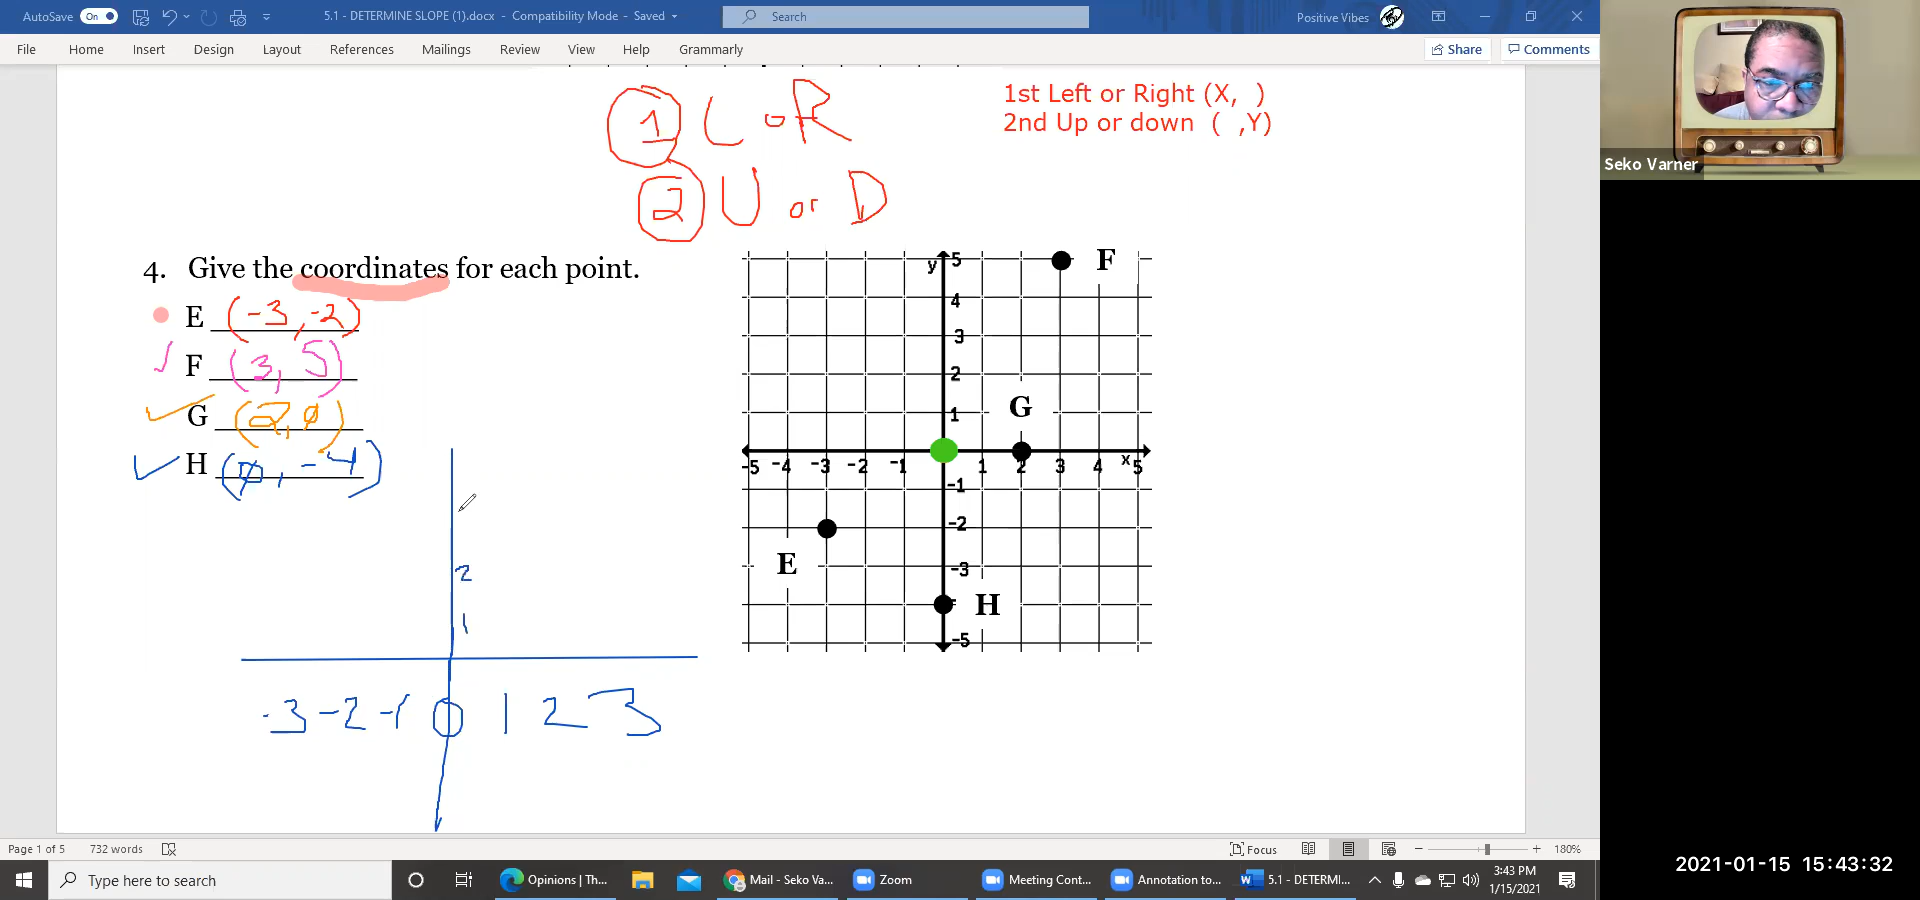 AutoSave On 5.1 - DETERMINE SLOPE (1).docx - Compatibility Mode - Saved Search Positive Vibes
File Home Insert Design Layout References Mailings Review View Help Grammarly Share Comments
1 L or R
2 U or D
1st Left or Right (X, )
2nd Up or down ( ,Y)
4. Give the coordinates for each point.
E (-3, -2)
F (3, 5)
G (2, 0)
H (0, -4)
2
1
-3 -2 -1 0 1 2 3
y 5 F
4
3
2
1 G
-5 -4 -3 -2 -1 1 2 3 4 x 5
-1
-2
E -3
H
-5
Seko Varner
Page 1 of 5 732 words Focus 180%
Type here to search Opinions | Th... Mail - Seko Va... Zoom Meeting Cont... Annotation to... 5.1 - DETERMI... 3:43 PM
1/15/2021
2021-01-15 15:43:32